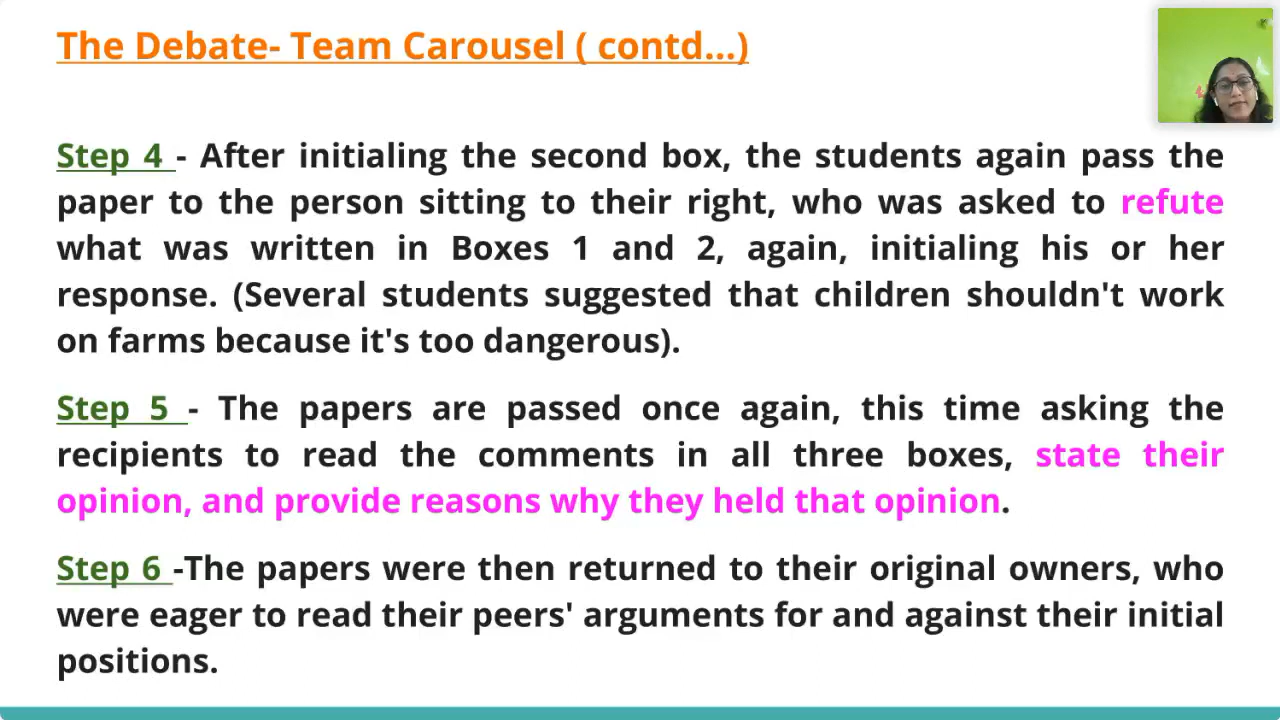 The Debate- Team Carousel ( contd...)
Step 4 - After initialing the second box, the students again pass the
paper to the person sitting to their right, who was asked to refute
what was written in Boxes 1 and 2, again, initialing his or her
response. (Several students suggested that children shouldn't work
on farms because it's too dangerous).
Step 5 - The papers are passed once again, this time asking the
recipients to read the comments in all three boxes, state their
opinion, and provide reasons why they held that opinion.
Step 6 -The papers were then returned to their original owners, who
were eager to read their peers' arguments for and against their initial
positions.